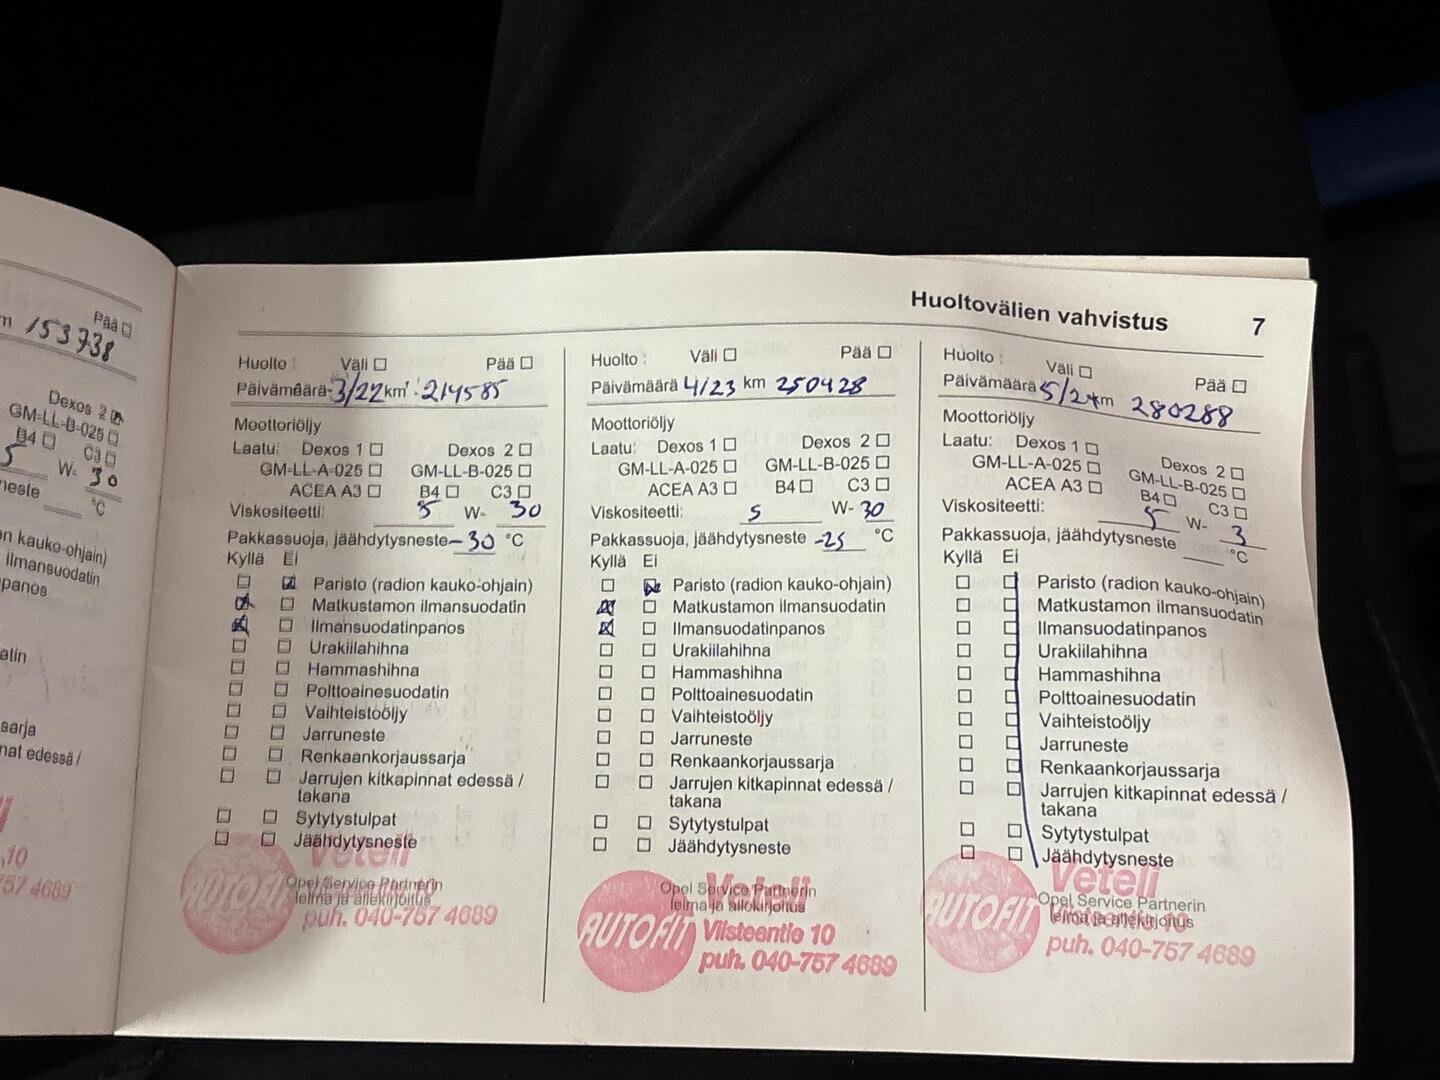 Pää
m 153738
Dexos 2
GM-LL-B-025
B4 C3
5 W- 30
neste °C
n kauko-ohjain)
ilmansuodatin
panos
atin
sarja
nat edessä /
,10
757 4689
Huoltovälien vahvistus 7
Huolto : Väli Pää
Päivämäärä 3/22 km 214585
Moottoriöljy
Laatu: Dexos 1 Dexos 2
GM-LL-A-025 GM-LL-B-025
ACEA A3 B4 C3
Viskositeetti: 5 W- 30
Pakkassuoja, jäähdytysneste -30 °C
Kyllä Ei
Paristo (radion kauko-ohjain)
Matkustamon ilmansuodatin
Ilmansuodatinpanos
Urakiilahihna
Hammashihna
Polttoainesuodatin
Vaihteistoöljy
Jarruneste
Renkaankorjaussarja
Jarrujen kitkapinnat edessä /
takana
Sytytystulpat
Jäähdytysneste
Veteli
AUTOFIT
Opel Service Partnerin
leima ja allekirjoitus
puh. 040-757 4689
Huolto : Väli Pää
Päivämäärä 4/23 km 250428
Moottoriöljy
Laatu: Dexos 1 Dexos 2
GM-LL-A-025 GM-LL-B-025
ACEA A3 B4 C3
Viskositeetti: 5 W- 30
Pakkassuoja, jäähdytysneste -25 °C
Kyllä Ei
Paristo (radion kauko-ohjain)
Matkustamon ilmansuodatin
Ilmansuodatinpanos
Urakiilahihna
Hammashihna
Polttoainesuodatin
Vaihteistoöljy
Jarruneste
Renkaankorjaussarja
Jarrujen kitkapinnat edessä /
takana
Sytytystulpat
Jäähdytysneste
Veteli
AUTOFIT
Opel Service Partnerin
leima ja allekirjoitus
Viisteentie 10
puh. 040-757 4689
Huolto : Väli Pää
Päivämäärä 5/24 km 280288
Moottoriöljy
Laatu: Dexos 1 Dexos 2
GM-LL-A-025 GM-LL-B-025
ACEA A3 B4 C3
Viskositeetti: 5 W- 3
Pakkassuoja, jäähdytysneste °C
Kyllä Ei
Paristo (radion kauko-ohjain)
Matkustamon ilmansuodatin
Ilmansuodatinpanos
Urakiilahihna
Hammashihna
Polttoainesuodatin
Vaihteistoöljy
Jarruneste
Renkaankorjaussarja
Jarrujen kitkapinnat edessä /
takana
Sytytystulpat
Jäähdytysneste
Veteli
AUTOFIT
Opel Service Partnerin
leima ja allekirjoitus
puh. 040-757 4689